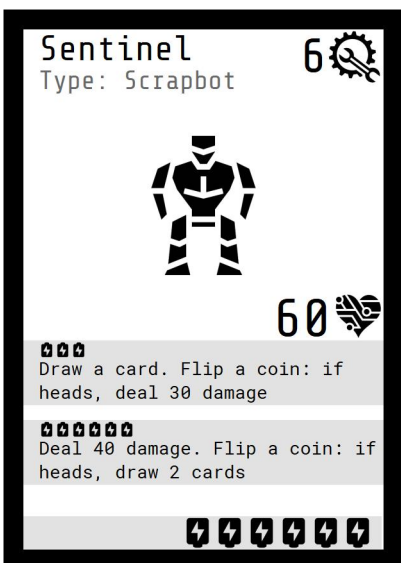 Sentinel
6
Type: Scrapbot
60
Draw a card. Flip a coin: if
heads, deal 30 damage
Deal 40 damage. Flip a coin: if
heads, draw 2 cards